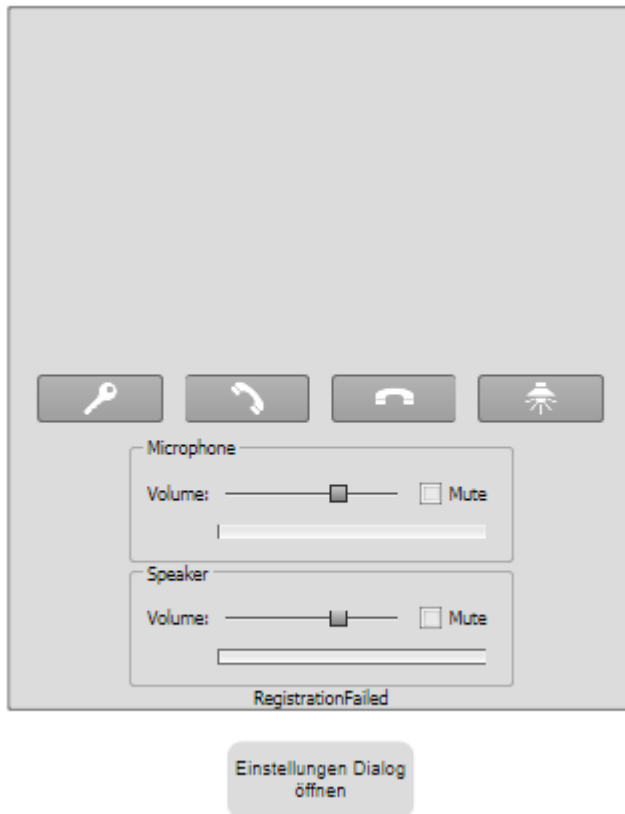 Microphone
Volume: Mute
Speaker
Volume: Mute
RegistrationFailed
Einstellungen Dialog
öffnen